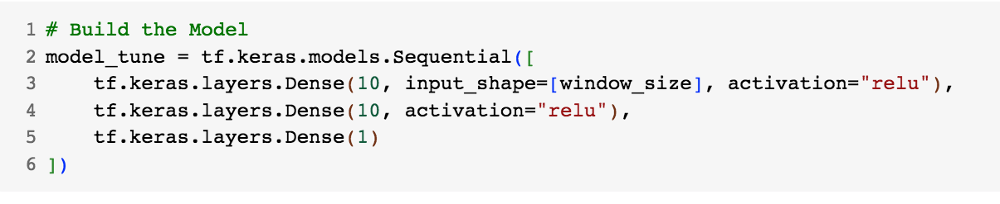 1 # Build the Model
2 model_tune = tf.keras.models.Sequential([
3     tf.keras.layers.Dense(10, input_shape=[window_size], activation="relu"),
4     tf.keras.layers.Dense(10, activation="relu"),
5     tf.keras.layers.Dense(1)
6 ])